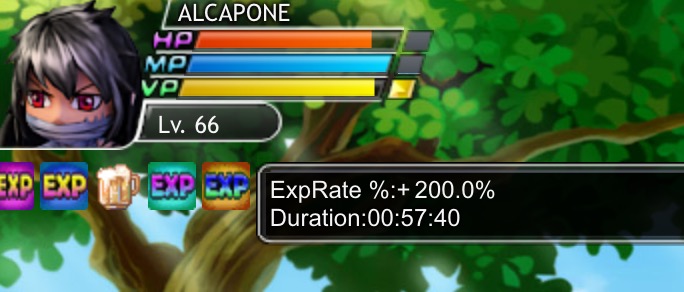 ALCAPONE
HP
MP
VP
Lv. 66
EXP EXP EXP EXP
ExpRate %:+ 200.0%
Duration:00:57:40